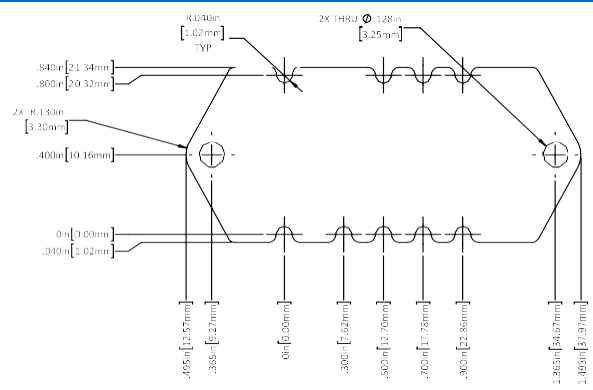 R.040in
[1.02mm]
TYP
2X THRU Ø .128in
[3.25mm]
.840in[21.34mm]
.800in[20.32mm]
2X R.130in
[3.30mm]
.400in[10.16mm]
0in[0.00mm]
.040in[1.02mm]
.495in[12.57mm]
.365in[9.27mm]
0in[0.00mm]
.300in[7.62mm]
.500in[12.70mm]
.700in[17.78mm]
.900in[22.86mm]
1.365in[34.67mm]
1.495in[37.97mm]